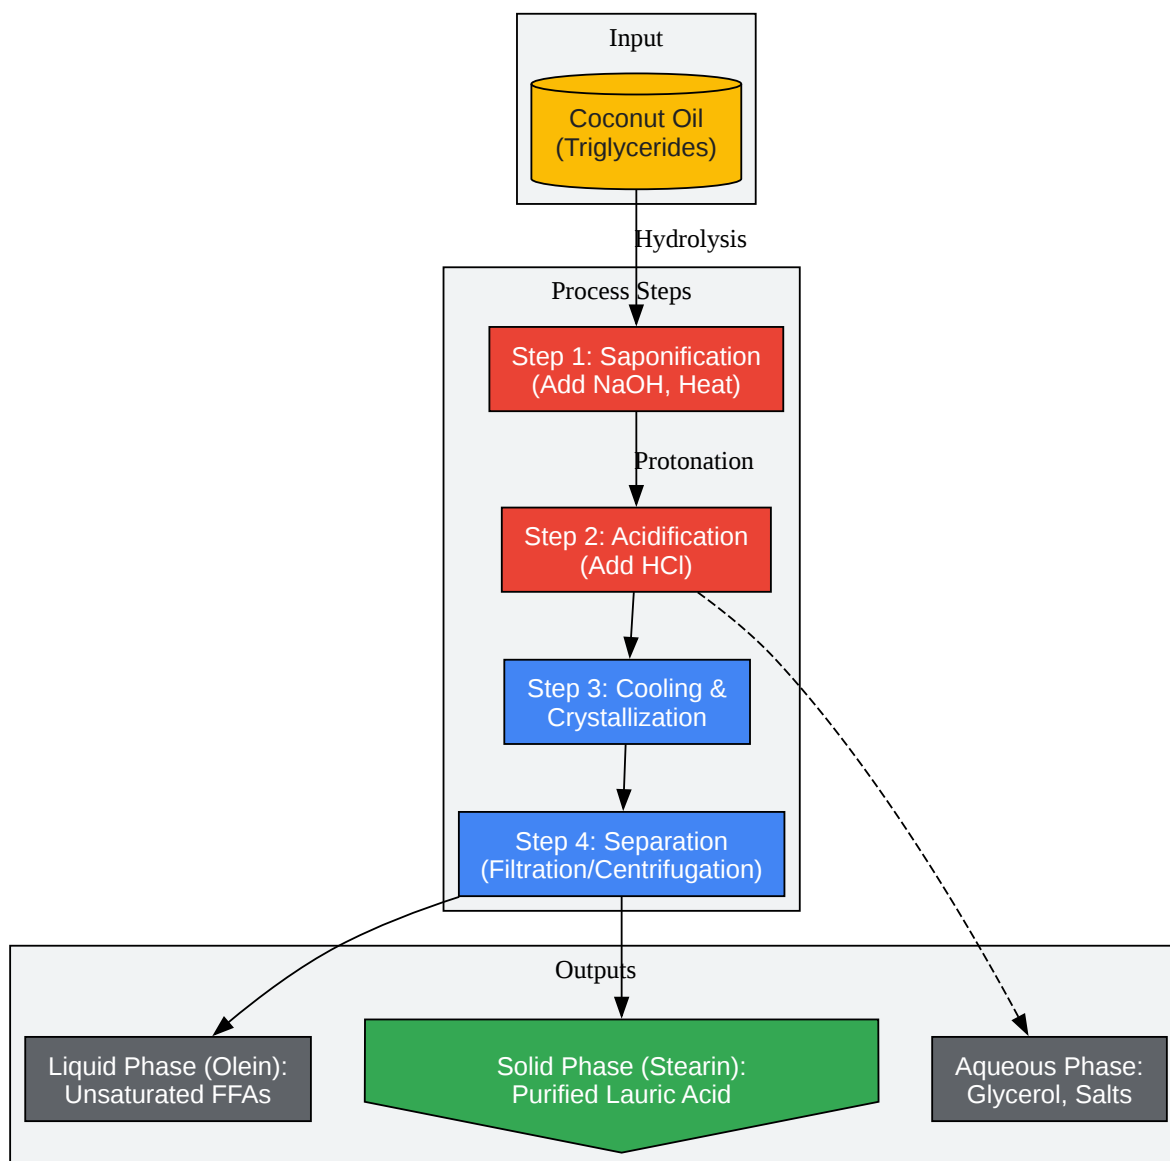 Input
Coconut Oil
(Triglycerides)
Hydrolysis
Process Steps
Step 1: Saponification
(Add NaOH, Heat)
Protonation
Step 2: Acidification
(Add HCl)
Step 3: Cooling &
Crystallization
Step 4: Separation
(Filtration/Centrifugation)
Outputs
Liquid Phase (Olein):
Unsaturated FFAs
Solid Phase (Stearin):
Purified Lauric Acid
Aqueous Phase:
Glycerol, Salts